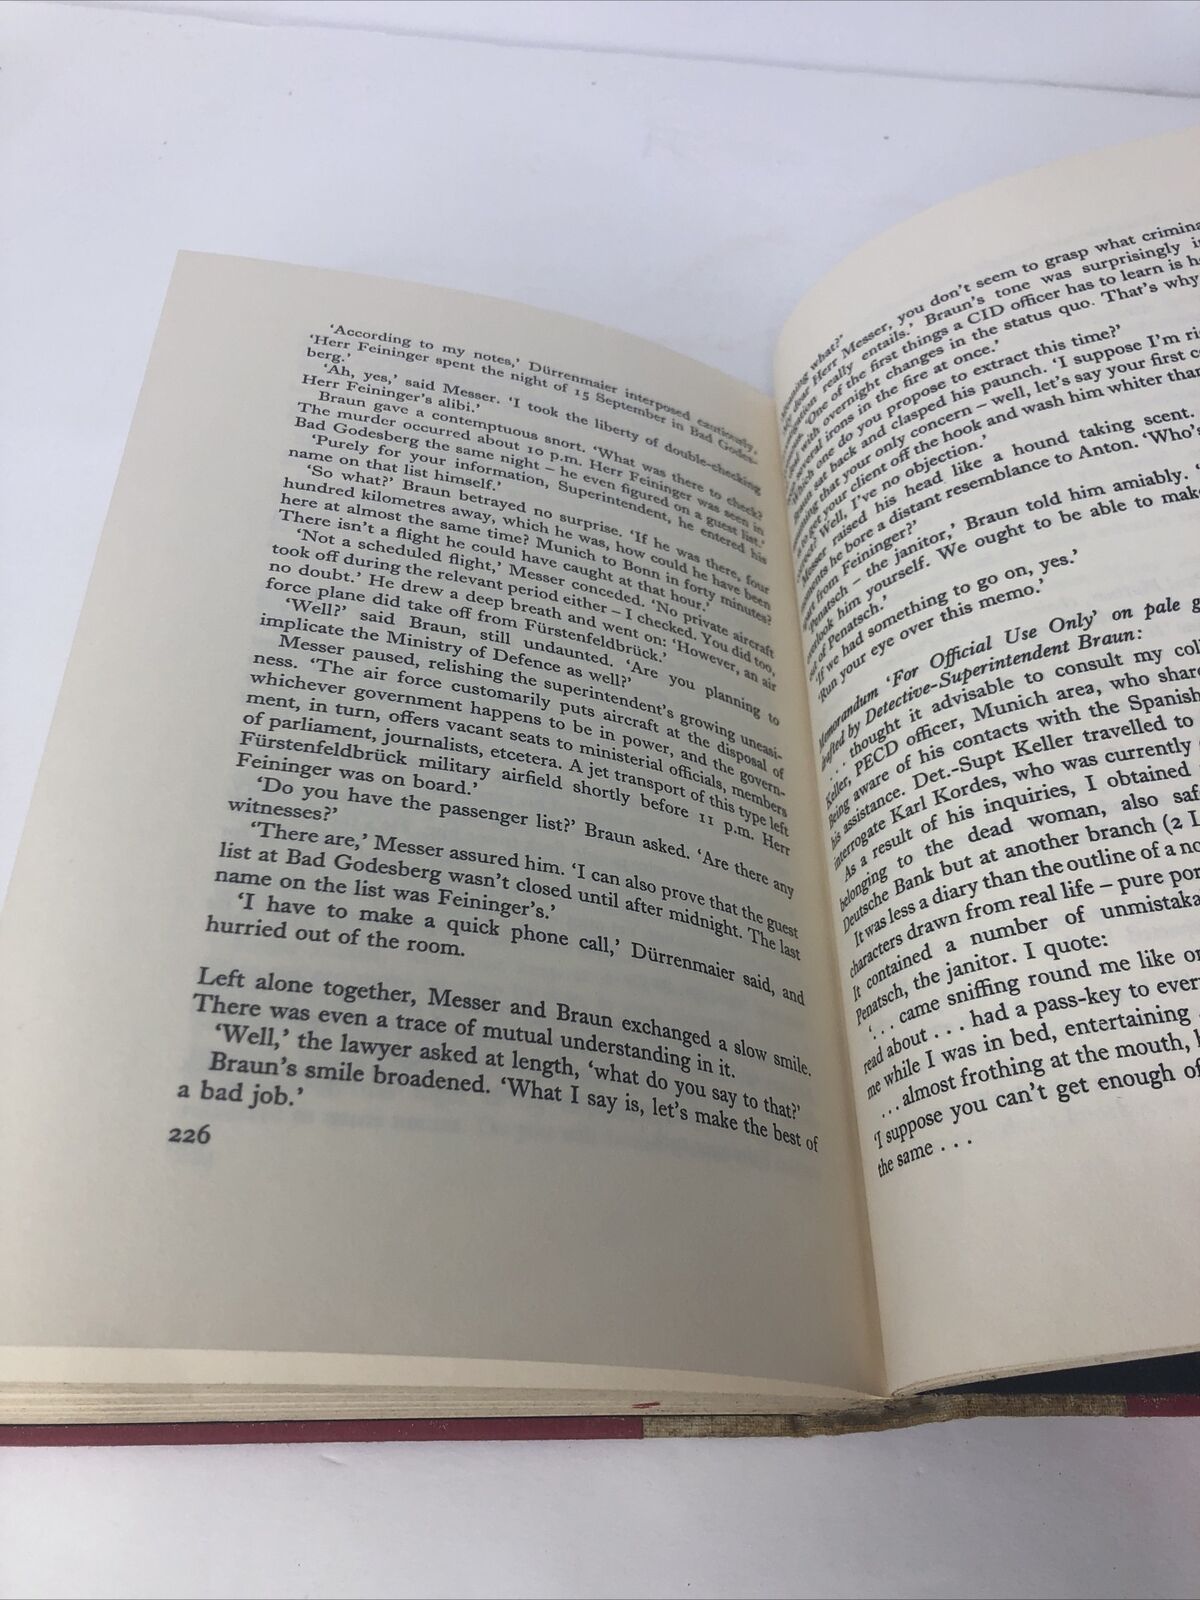 ‘According to my notes,’ Dürrenmaier interposed cautiously.
‘Herr Feininger spent the night of 15 September in Bad Godes-
berg.’
‘Ah, yes,’ said Messer. ‘I took the liberty of double-checking
Herr Feininger’s alibi.’
Braun gave a contemptuous snort. ‘What was there to check?
The murder occurred about 10 p.m. Herr Feininger was seen in
Bad Godesberg the same night – he even figured on a guest list.’
‘Purely for your information, Superintendent, he entered his
name on that list himself.’
‘So what?’ Braun betrayed no surprise. ‘If he was there, four
hundred kilometres away, which he was, how could he have been
here at almost the same time? Munich to Bonn in forty minutes?
There isn’t a flight he could have caught at that hour.’
‘Not a scheduled flight,’ Messer conceded. ‘No private aircraft
took off during the relevant period either – I checked. You did too,
no doubt.’ He drew a deep breath and went on: ‘However, an air
force plane did take off from Fürstenfeldbrück.’
‘Well?’ said Braun, still undaunted. ‘Are you planning to
implicate the Ministry of Defence as well?’
Messer paused, relishing the superintendent’s growing uneasi-
ness. ‘The air force customarily puts aircraft at the disposal of
whichever government happens to be in power, and the govern-
ment, in turn, offers vacant seats to ministerial officials, members
of parliament, journalists, etcetera. A jet transport of this type left
Fürstenfeldbrück military airfield shortly before 11 p.m. Herr
Feininger was on board.’
‘Do you have the passenger list?’ Braun asked. ‘Are there any
witnesses?’
‘There are,’ Messer assured him. ‘I can also prove that the guest
list at Bad Godesberg wasn’t closed until after midnight. The last
name on the list was Feininger’s.’
‘I have to make a quick phone call,’ Dürrenmaier said, and
hurried out of the room.
Left alone together, Messer and Braun exchanged a slow smile.
There was even a trace of mutual understanding in it.
‘Well,’ the lawyer asked at length, ‘what do you say to that?’
Braun’s smile broadened. ‘What I say is, let’s make the best of
a bad job.’
226
what?’
Herr Messer, you don’t seem to grasp what
really entails.’ Braun’s tone was surprisingly
‘One of the first things a CID officer has to learn is
with overnight changes in the status quo. That’s why
several irons in the fire at once.’
‘Which one do you propose to extract this time?’
Braun sat back and clasped his paunch. ‘I suppose I’m
that your only concern – well, let’s say your first
to get your client off the hook and wash him whiter than
Well, I’ve no objection.’
Messer raised his head like a hound taking scent.
he bore a distant resemblance to Anton. ‘Who’s
from Feininger?’
‘Penatsch – the janitor,’ Braun told him amiably.
him yourself. We ought to be able to make
out of Penatsch.’
‘If we had something to go on, yes.’
‘Run your eye over this memo.’
Memorandum ‘For Official Use Only’ on pale
drafted by Detective-Superintendent Braun:
. . . thought it advisable to consult my
Keller, PECD officer, Munich area, who
Being aware of his contacts with the Spanish
his assistance. Det.-Supt Keller travelled to
interrogate Karl Kordes, who was currently
As a result of his inquiries, I obtained
belonging to the dead woman, also
Deutsche Bank but at another branch (2
It was less a diary than the outline of a
characters drawn from real life – pure
It contained a number of
Penatsch, the janitor. I quote:
‘. . . came sniffing round me like
read about . . . had a pass-key to
me while I was in bed, entertaining
. . . almost frothing at the mouth,
‘I suppose you can’t get enough of
the same . . .